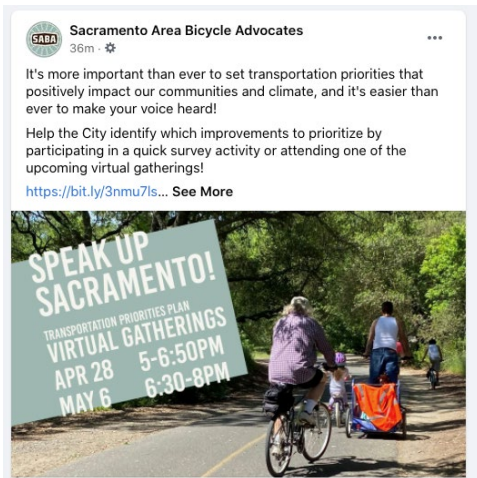 SABA
Sacramento Area Bicycle Advocates
36m ·
It's more important than ever to set transportation priorities that
positively impact our communities and climate, and it's easier than
ever to make your voice heard!
Help the City identify which improvements to prioritize by
participating in a quick survey activity or attending one of the
upcoming virtual gatherings!
https://bit.ly/3nmu7ls... See More
SPEAK UP
SACRAMENTO!
TRANSPORTATION PRIORITIES PLAN
VIRTUAL GATHERINGS
APR 28 5-6:50PM
MAY 6 6:30-8PM